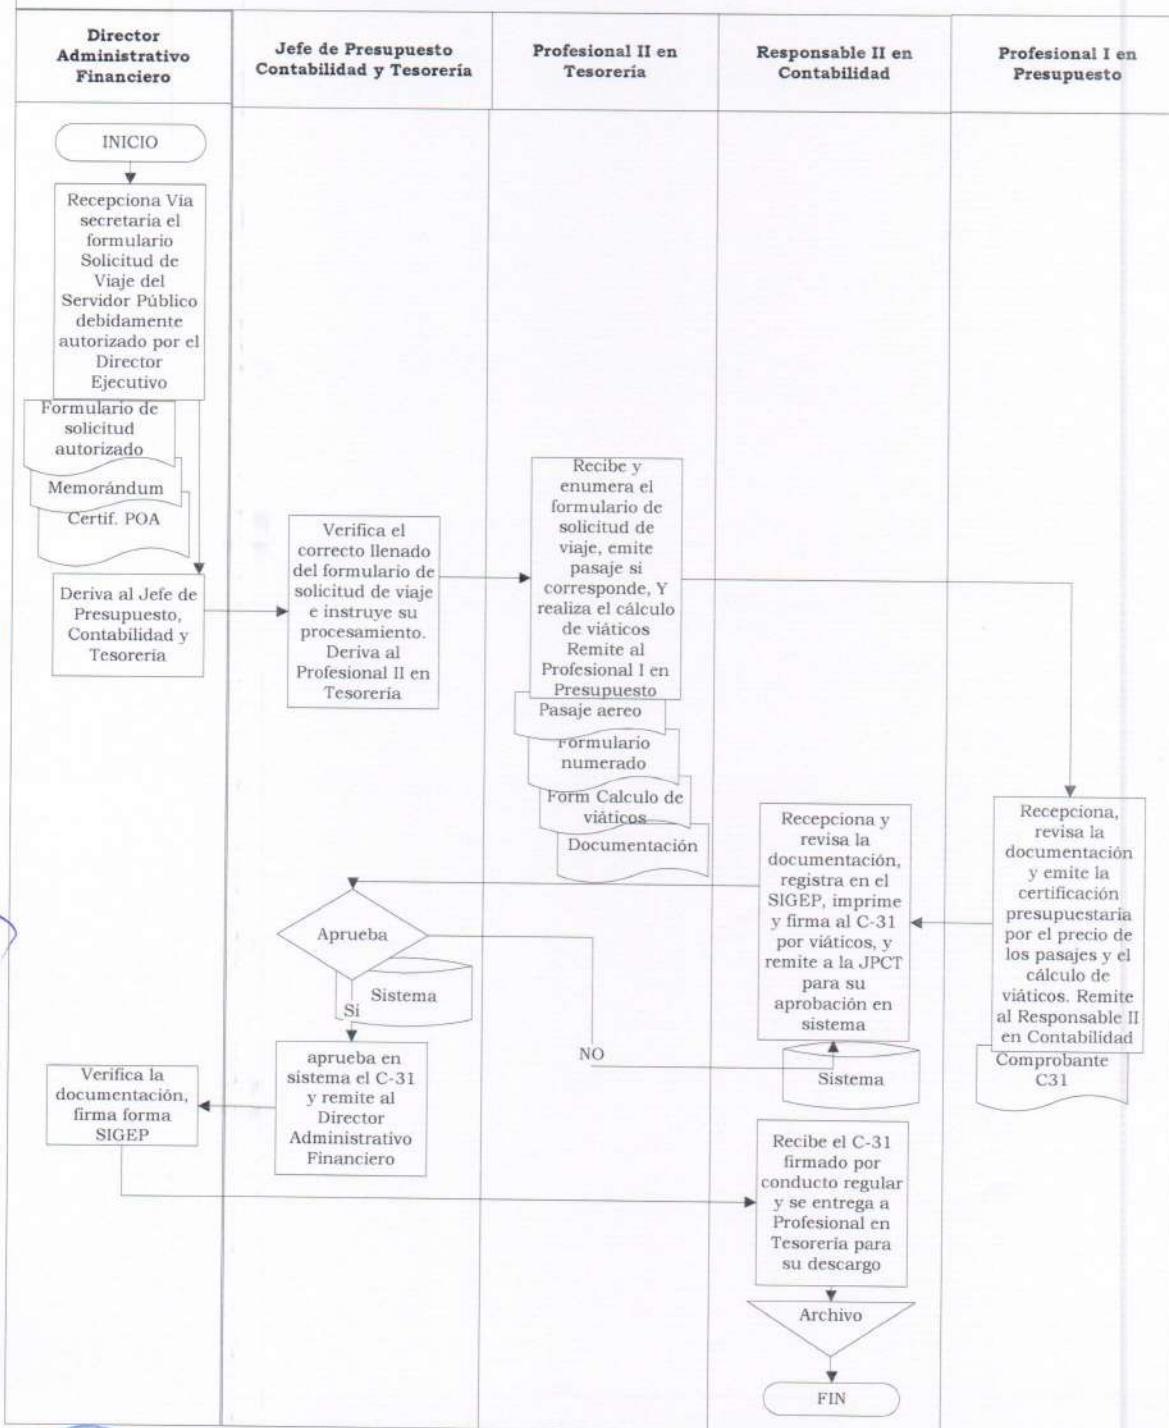 Director
Administrativo
Financiero
Jefe de Presupuesto
Contabilidad y Tesorería
Profesional II en
Tesorería
Responsable II en
Contabilidad
Profesional I en
Presupuesto
INICIO
Recepciona Vía
secretaria el
formulario
Solicitud de
Viaje del
Servidor Público
debidamente
autorizado por el
Director
Ejecutivo
Formulario de
solicitud
autorizado
Memorándum
Certif. POA
Deriva al Jefe de
Presupuesto,
Contabilidad y
Tesorería
Verifica el
correcto llenado
del formulario de
solicitud de viaje
e instruye su
procesamiento.
Deriva al
Profesional II en
Tesorería
Recibe y
enumera el
formulario de
solicitud de
viaje, emite
pasaje si
corresponde, Y
realiza el cálculo
de viáticos
Remite al
Profesional I en
Presupuesto
Pasaje aereo
Formulario
numerado
Form Calculo de
viáticos
Documentación
Recepciona,
revisa la
documentación
y emite la
certificación
presupuestaria
por el precio de
los pasajes y el
cálculo de
viáticos. Remite
al Responsable II
en Contabilidad
Comprobante
C31
Recepciona y
revisa la
documentación,
registra en el
SIGEP, imprime
y firma al C-31
por viáticos, y
remite a la JPCT
para su
aprobación en
sistema
Sistema
Aprueba
Sistema
Si
NO
aprueba en
sistema el C-31
y remite al
Director
Administrativo
Financiero
Verifica la
documentación,
firma forma
SIGEP
Recibe el C-31
firmado por
conducto regular
y se entrega a
Profesional en
Tesorería para
su descargo
Archivo
FIN